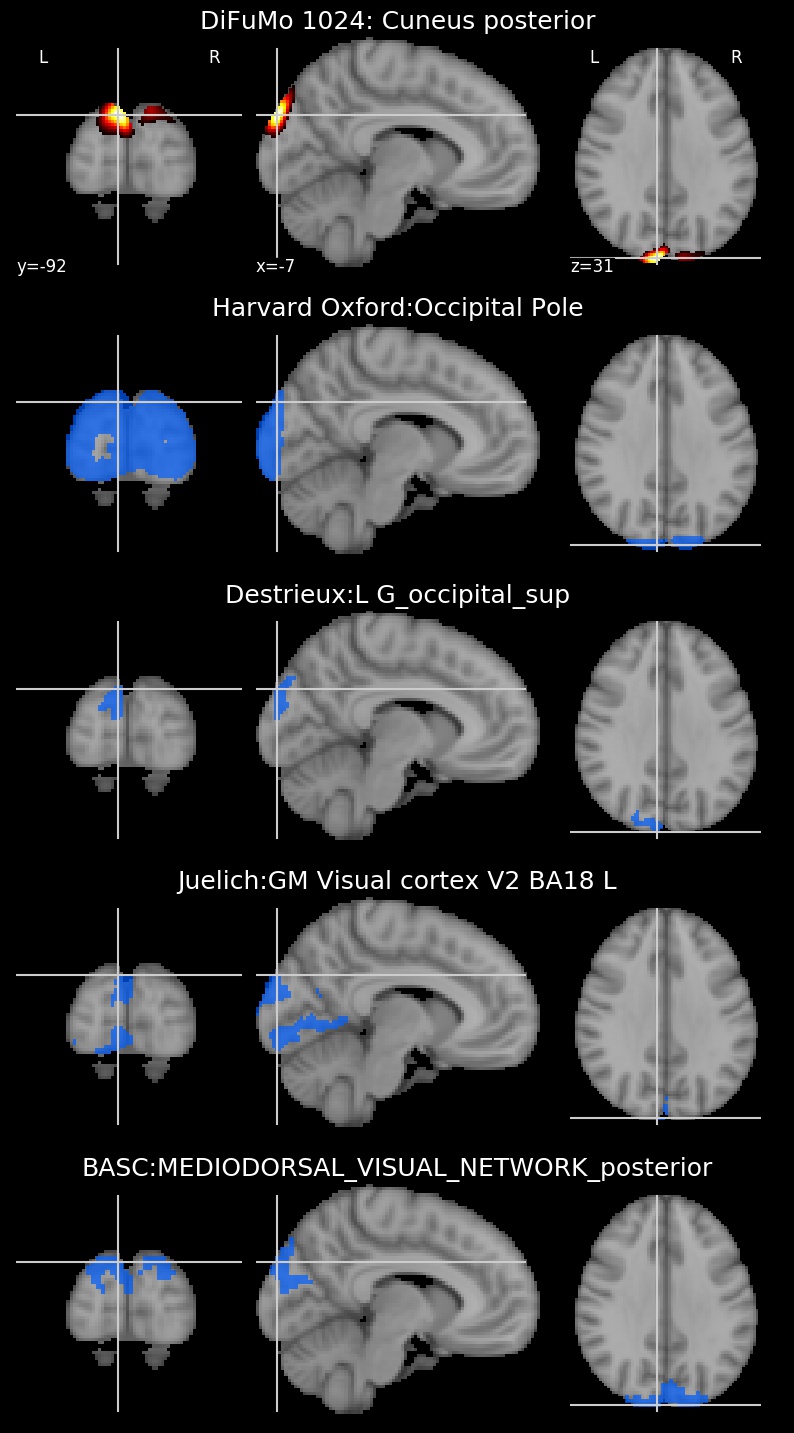 DiFuMo 1024: Cuneus posterior
L R L R
y=-92 x=-7 z=31
Harvard Oxford:Occipital Pole
Destrieux:L G_occipital_sup
Juelich:GM Visual cortex V2 BA18 L
BASC:MEDIODORSAL_VISUAL_NETWORK_posterior